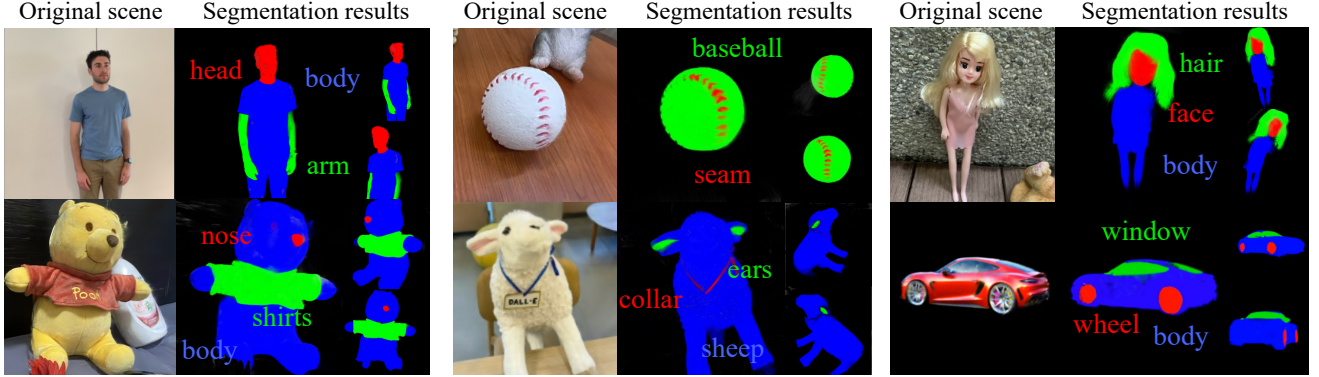 Original scene Segmentation results
head
body
arm
nose
shirts
body
POOH
Original scene Segmentation results
baseball
seam
ears
collar
sheep
DALL-E
Original scene Segmentation results
hair
face
body
window
wheel
body